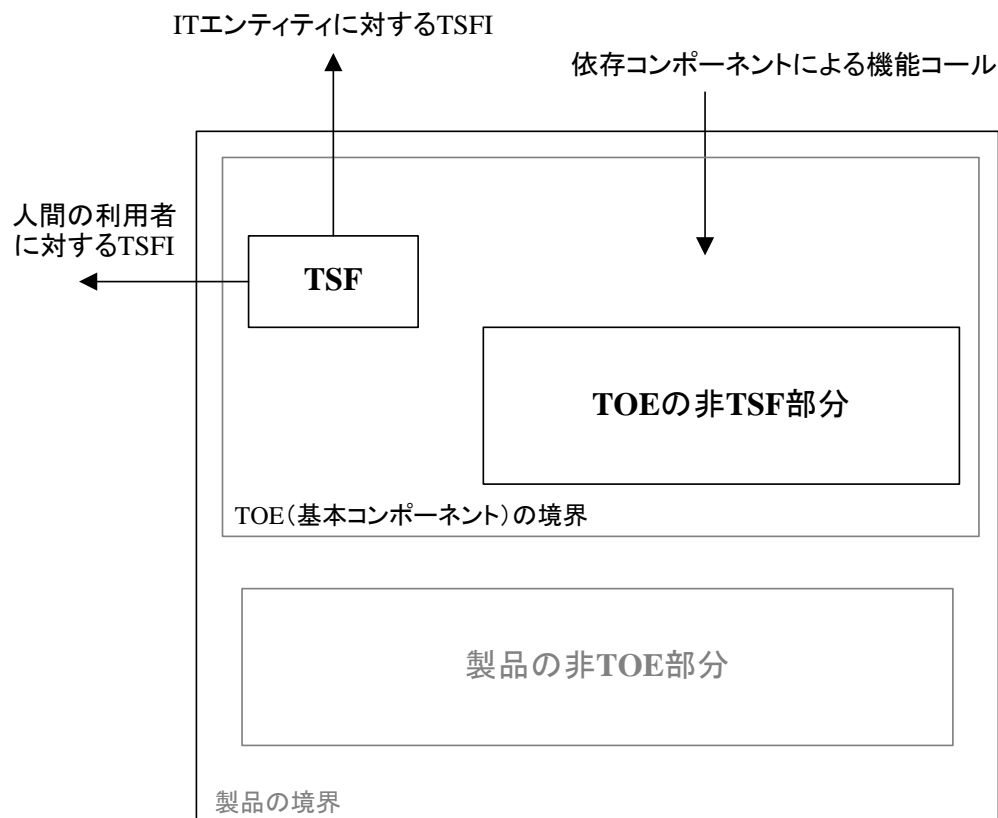 ITエンティティに対するTSFI
依存コンポーネントによる機能コール
人間の利用者
に対するTSFI
TSF
TOEの非TSF部分
TOE(基本コンポーネント)の境界
製品の非TOE部分
製品の境界